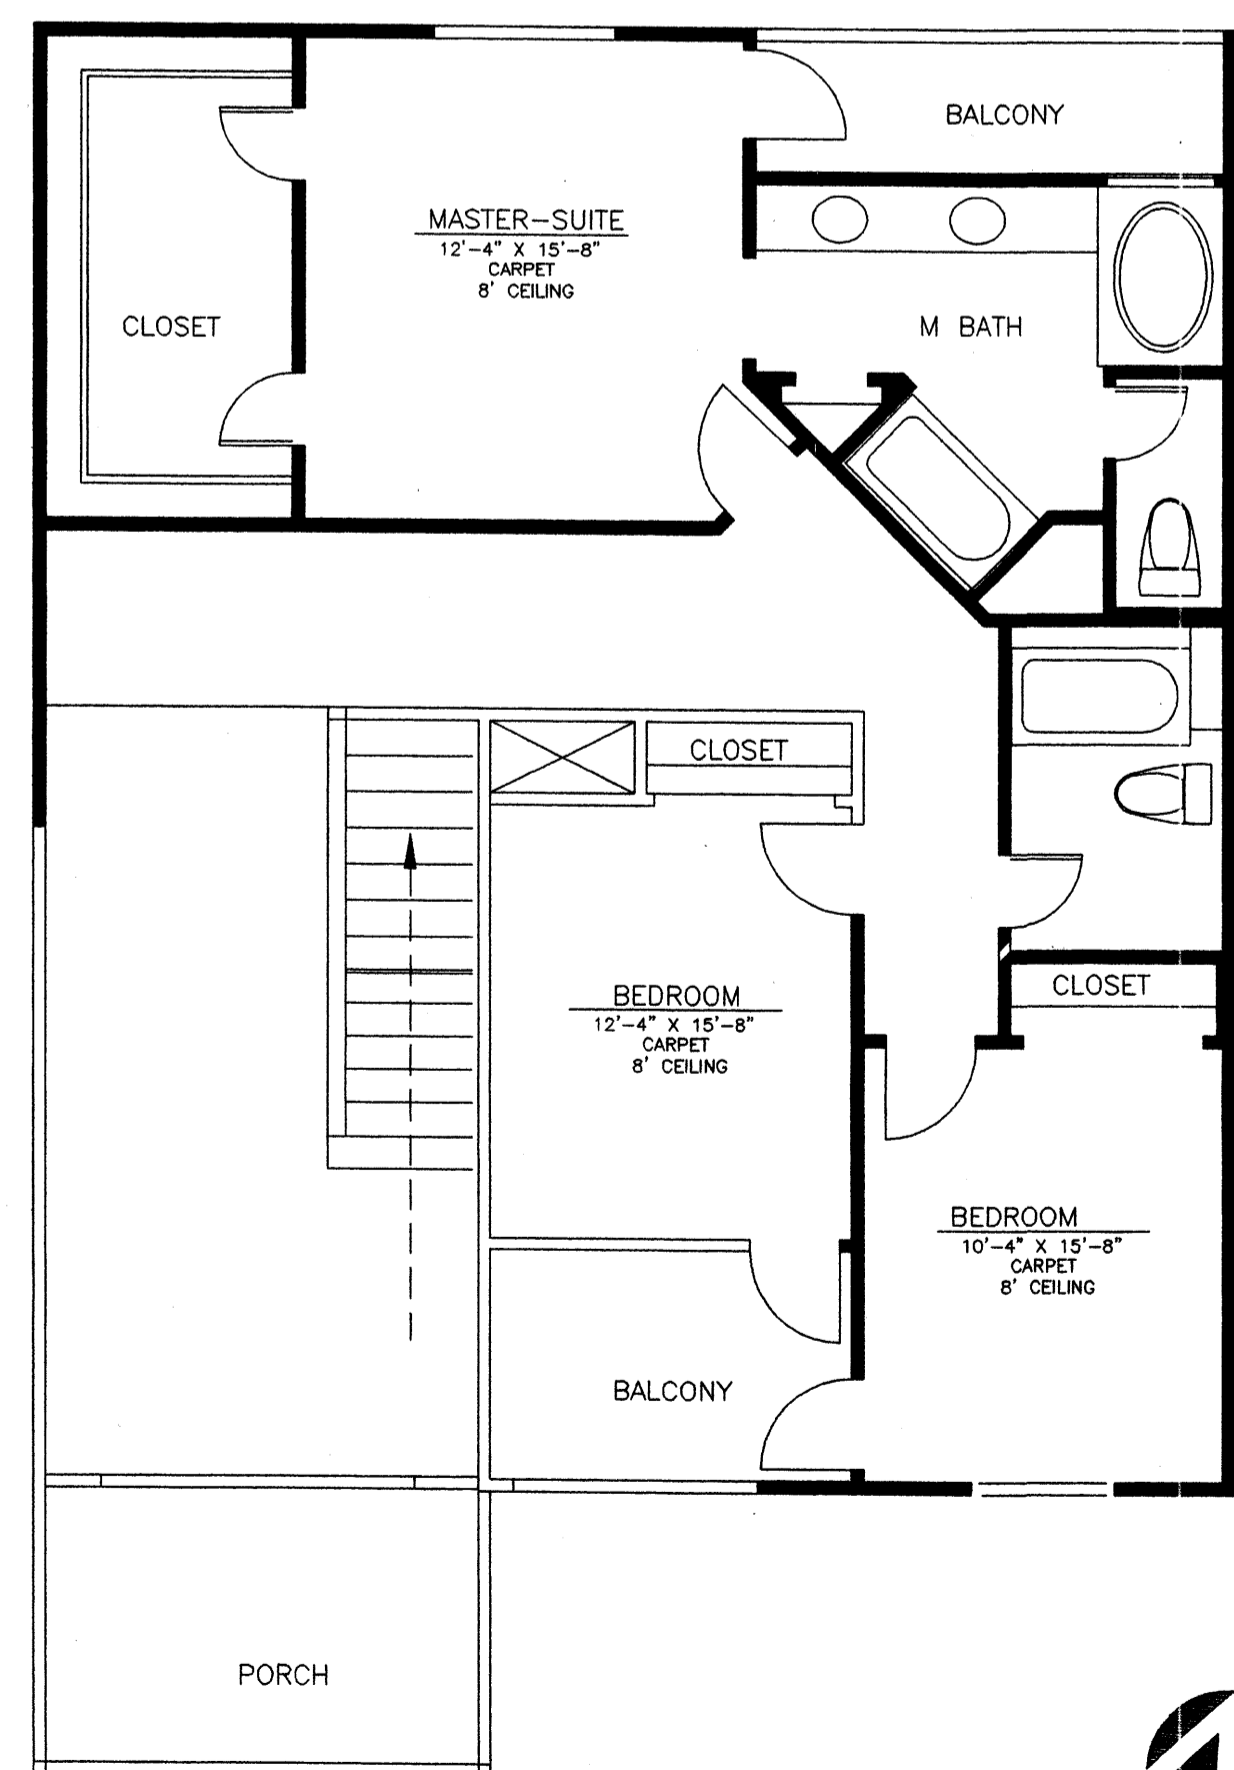 BALCONY
MASTER-SUITE
12'-4" X 15'-8"
CARPET
8' CEILING
CLOSET
M BATH
CLOSET
CLOSET
BEDROOM
12'-4" X 15'-8"
CARPET
8' CEILING
BEDROOM
10'-4" X 15'-8"
CARPET
8' CEILING
BALCONY
PORCH